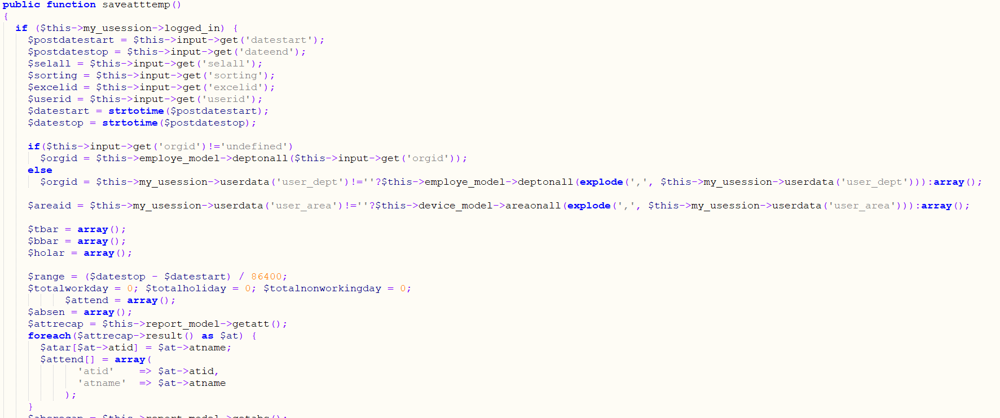 public function saveatttemp()
{
if ($this->my_usession->logged_in) {
$postdatestart = $this->input->get('datestart');
$postdatestop = $this->input->get('dateend');
$selall = $this->input->get('selall');
$sorting = $this->input->get('sorting');
$excelid = $this->input->get('excelid');
$userid = $this->input->get('userid');
$datestart = strtotime($postdatestart);
$datestop = strtotime($postdatestop);
if($this->input->get('orgid')!='undefined')
$orgid = $this->employe_model->deptonall($this->input->get('orgid'));
else
$orgid = $this->my_usession->userdata('user_dept')!=''?$this->employe_model->deptonall(explode(',', $this->my_usession->userdata('user_dept'))):array();
$areaid = $this->my_usession->userdata('user_area')!=''?$this->device_model->areaonall(explode(',', $this->my_usession->userdata('user_area'))):array();
$tbar = array();
$bbar = array();
$holar = array();
$range = ($datestop - $datestart) / 86400;
$totalworkday = 0; $totalholiday = 0; $totalnonworkingday = 0;
$attend = array();
$absen = array();
$attrecap = $this->report_model->getatt();
foreach($attrecap->result() as $at) {
$atar[$at->atid] = $at->atname;
$attend[] = array(
'atid' => $at->atid,
'atname' => $at->atname
);
}
$absrecap = $this->report_model->getabs();